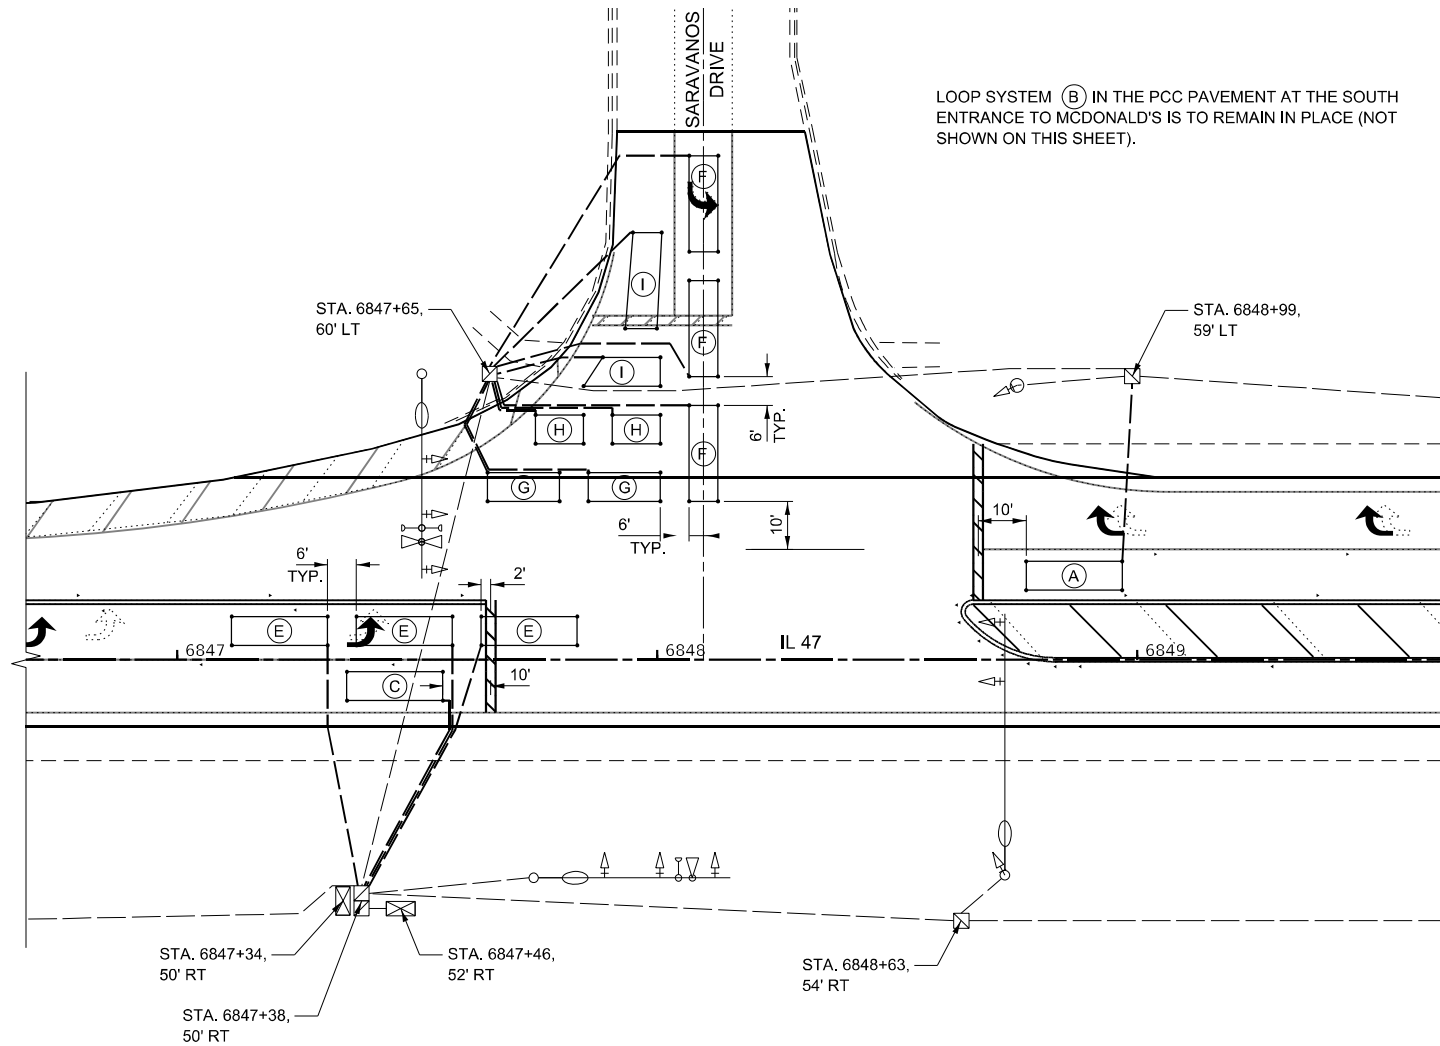 SARAVANOS
DRIVE
LOOP SYSTEM B IN THE PCC PAVEMENT AT THE SOUTH
ENTRANCE TO MCDONALD'S IS TO REMAIN IN PLACE (NOT
SHOWN ON THIS SHEET).
F
I
STA. 6847+65,
60' LT
STA. 6848+99,
59' LT
F
I
6'
TYP.
H
H
F
G
G
6'
TYP.
10'
10'
6'
TYP.
2'
A
E
E
E
6847
6848
IL 47
6849
C
10'
STA. 6847+34,
50' RT
STA. 6847+46,
52' RT
STA. 6848+63,
54' RT
STA. 6847+38,
50' RT